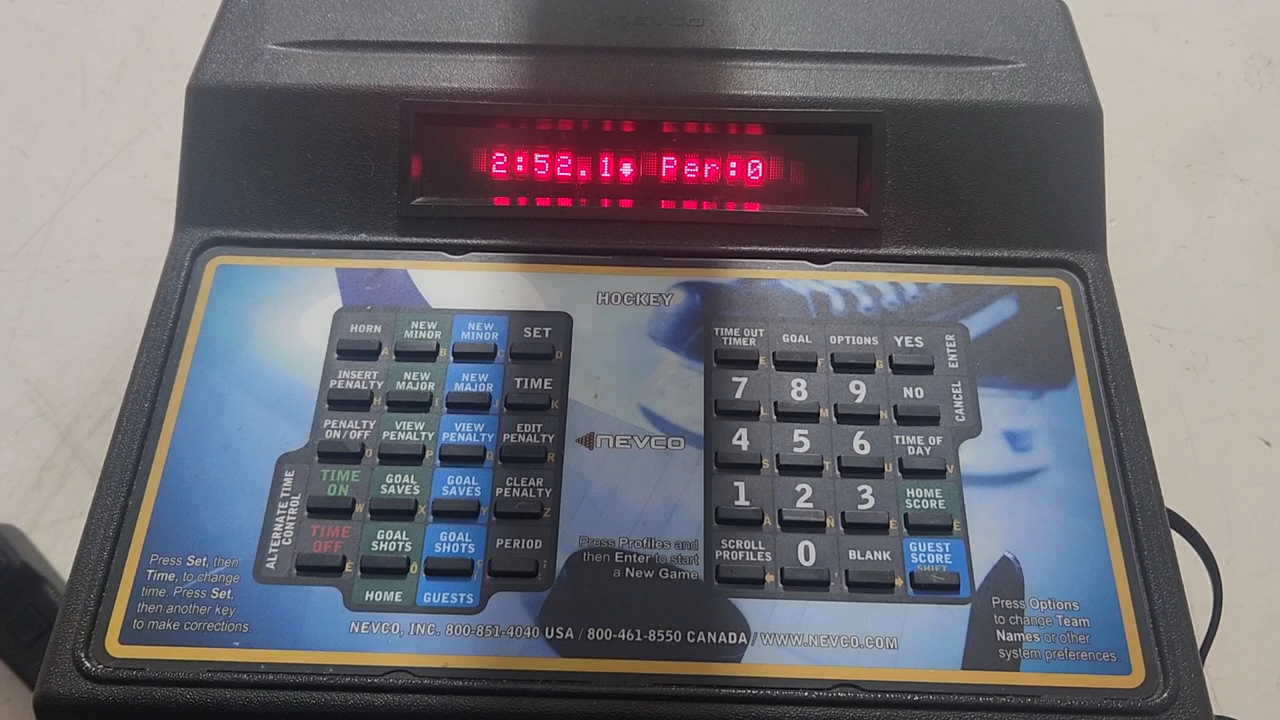 NEVCO
2:52.1↓ Per:0
HOCKEY
HORN A
NEW MINOR B
NEW MINOR C
SET D
INSERT PENALTY H
NEW MAJOR I
NEW MAJOR J
TIME K
PENALTY ON/OFF O
VIEW PENALTY P
VIEW PENALTY Q
EDIT PENALTY R
TIME ON W
GOAL SAVES X
GOAL SAVES Y
CLEAR PENALTY Z
TIME OFF
GOAL SHOTS
GOAL SHOTS
PERIOD
ALTERNATE TIME CONTROL
HOME
GUESTS
NEVCO
TIME OUT TIMER E
GOAL F
OPTIONS G
YES
ENTER
7 L
8 M
9 N
NO
CANCEL
4 S
5 T
6 U
TIME OF DAY V
1
2
3
HOME SCORE
SCROLL PROFILES
0
BLANK
GUEST SCORE
SHIFT
Press Set, then
Time, to change
time. Press Set,
then another key
to make corrections.
Press Profiles and
then Enter to start
a New Game
Press Options
to change Team
Names or other
system preferences.
NEVCO, INC. 800-851-4040 USA / 800-461-8550 CANADA / WWW.NEVCO.COM